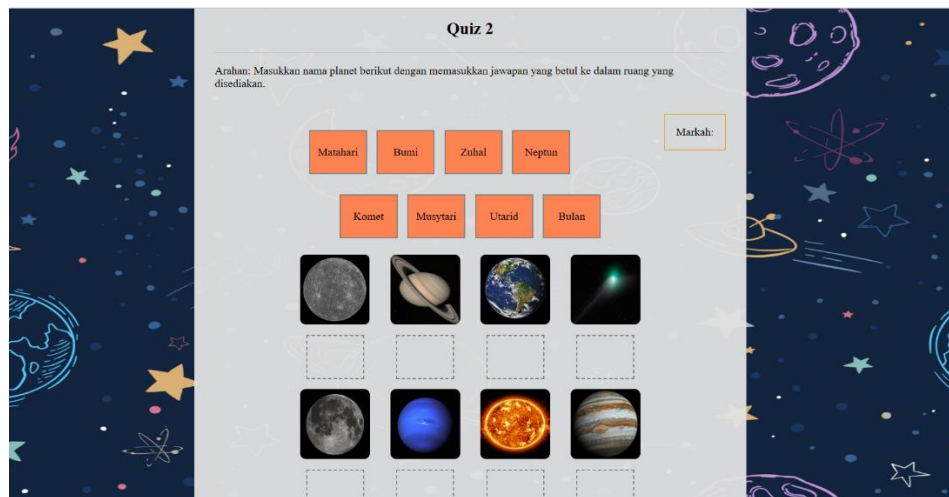 Quiz 2
Arahan: Masukkan nama planet berikut dengan memasukkan jawapan yang betul ke dalam ruang yang
disediakan.
Markah:
Matahari
Bumi
Zuhal
Neptun
Komet
Musytari
Utarid
Bulan